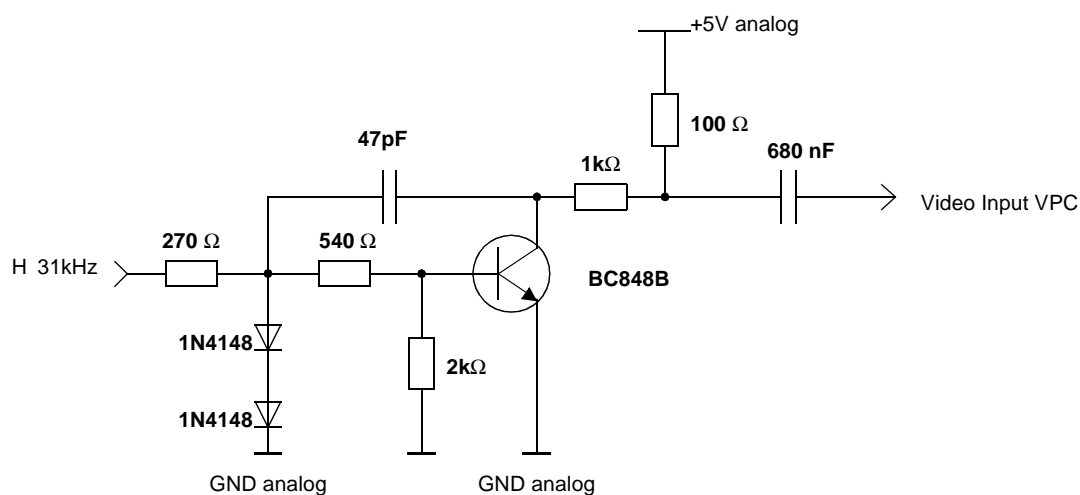 +5V analog
100 Ω
47pF
680 nF
1kΩ
Video Input VPC
270 Ω
540 Ω
H 31kHz
BC848B
1N4148
2kΩ
1N4148
GND analog
GND analog